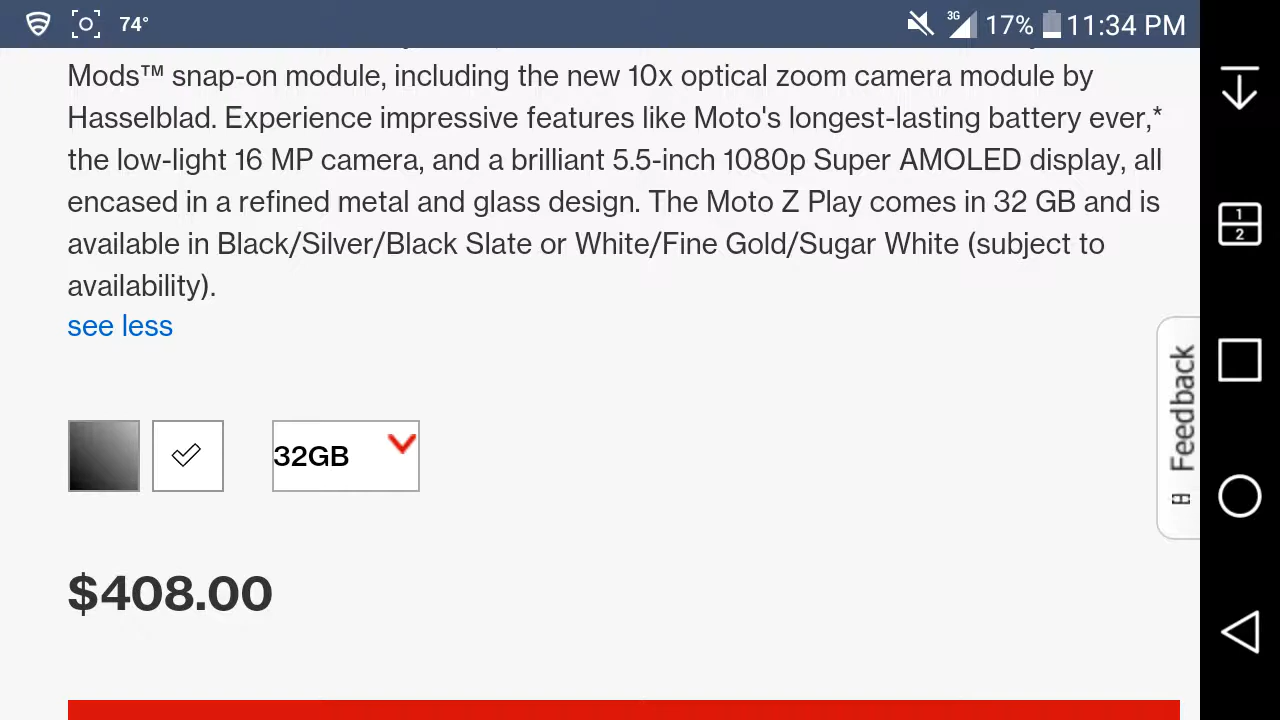 74°
3G
17%
11:34 PM
Mods™ snap-on module, including the new 10x optical zoom camera module by
Hasselblad. Experience impressive features like Moto's longest-lasting battery ever,*
the low-light 16 MP camera, and a brilliant 5.5-inch 1080p Super AMOLED display, all
encased in a refined metal and glass design. The Moto Z Play comes in 32 GB and is
available in Black/Silver/Black Slate or White/Fine Gold/Sugar White (subject to
availability).
see less
32GB
$408.00
Feedback
1
2